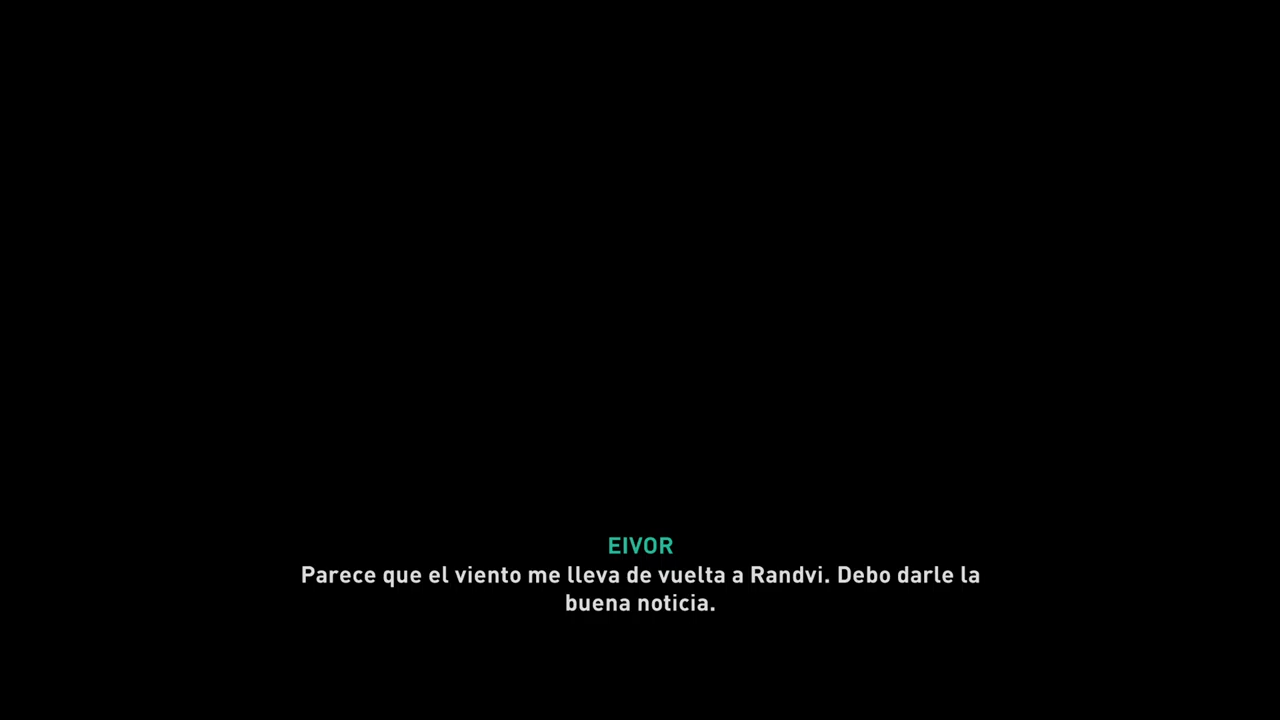 EIVOR
Parece que el viento me lleva de vuelta a Randvi. Debo darle la
buena noticia.